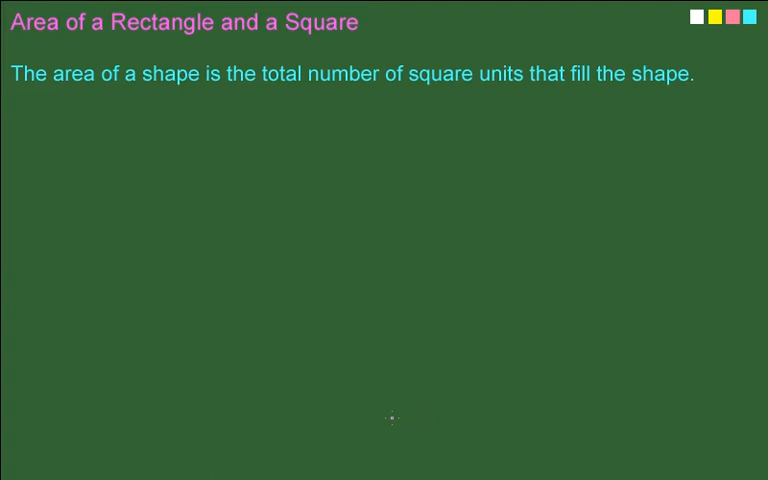 Area of a Rectangle and a Square
The area of a shape is the total number of square units that fill the shape.